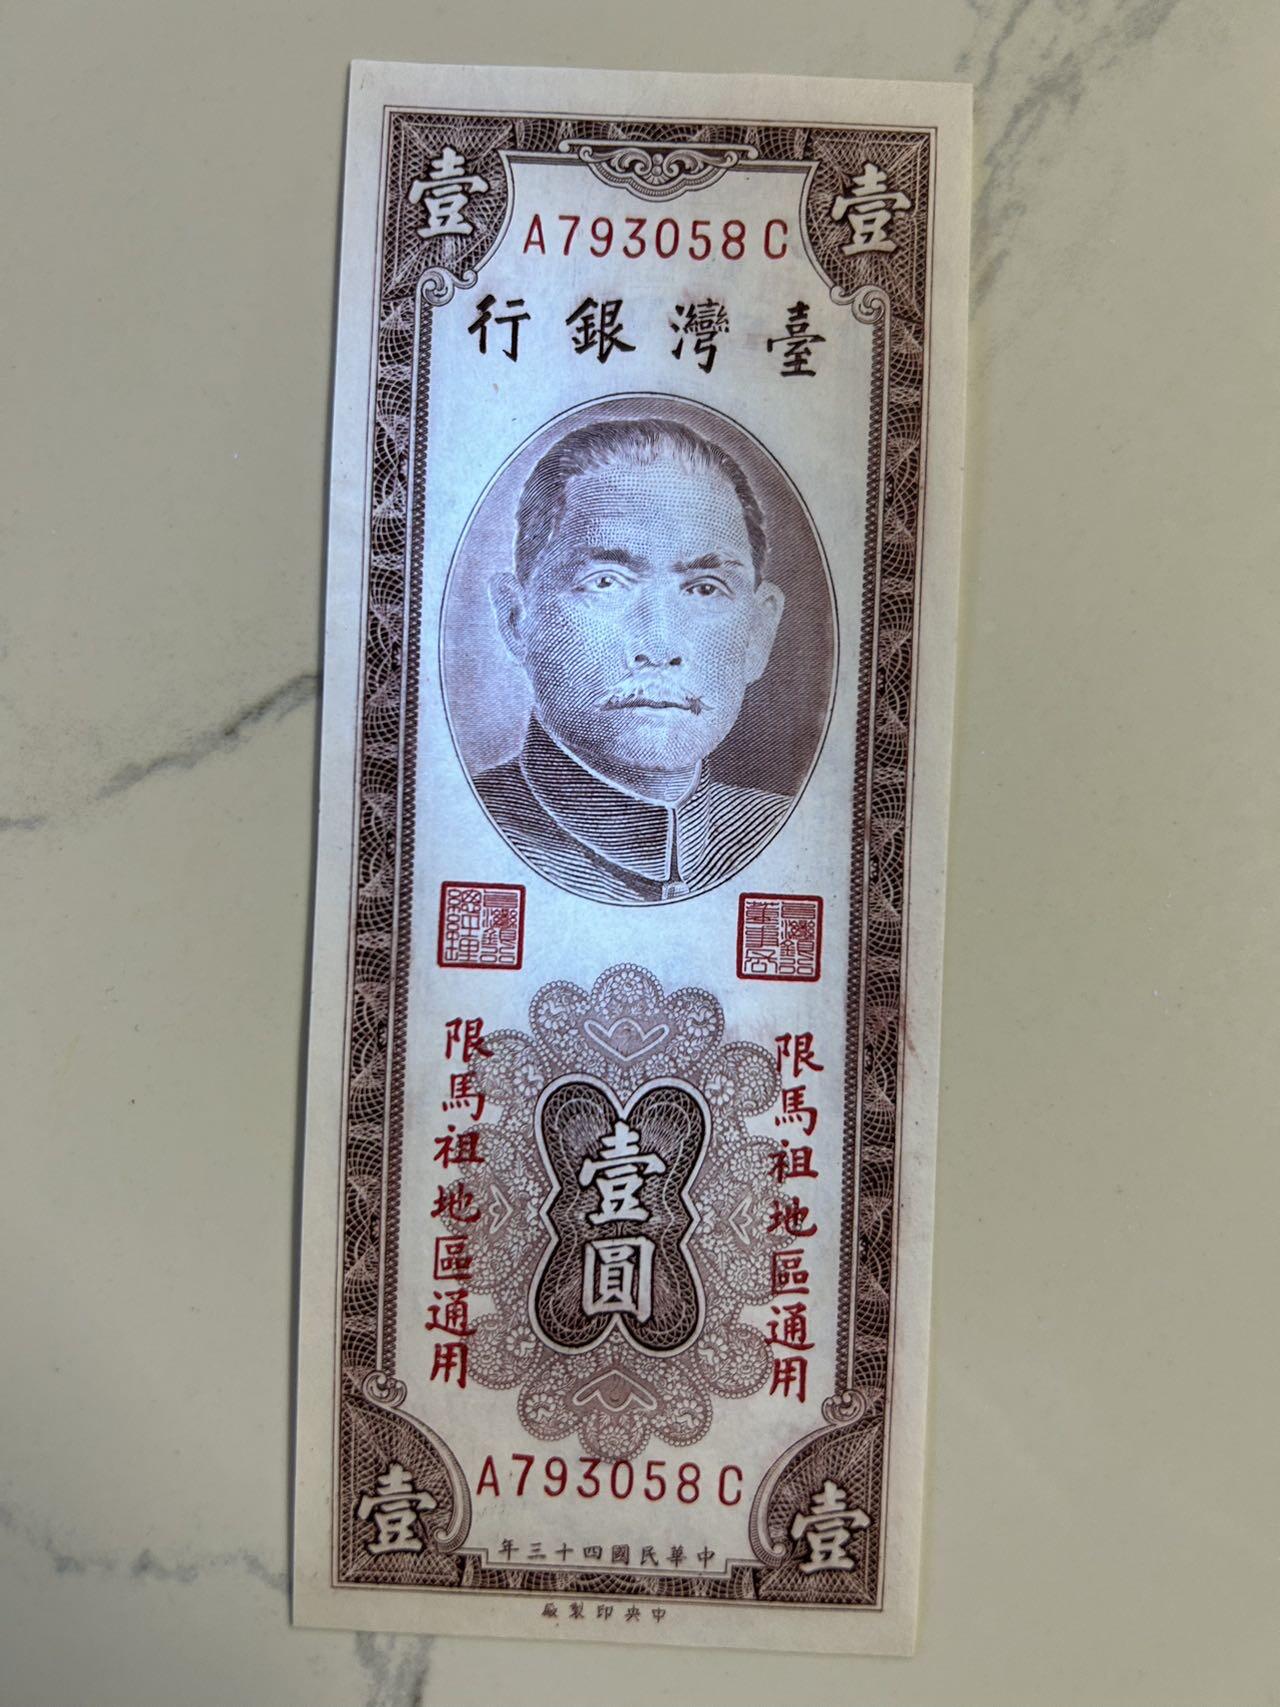 壹 壹
A793058C
行銀灣臺
限馬祖地區通用
限馬祖地區通用
壹圓
A793058C
壹 壹
年三十四國民華中
廠製印央中